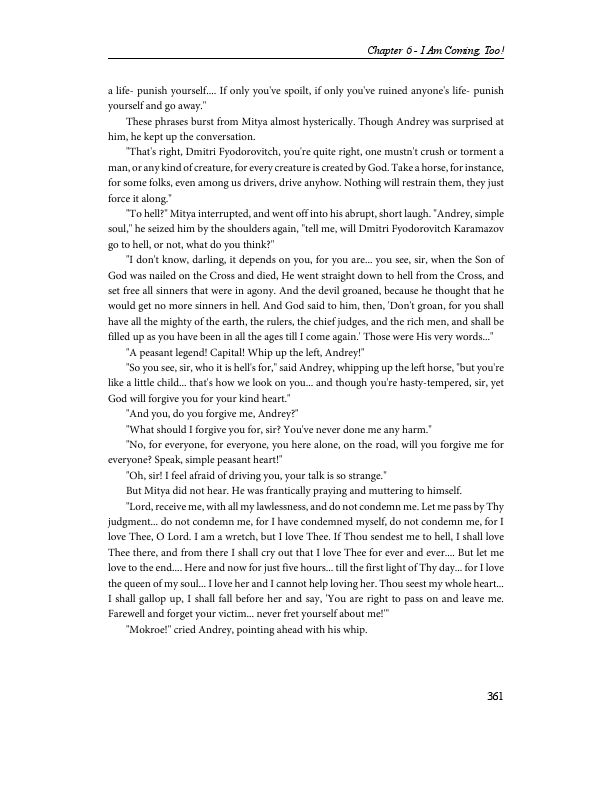 Chapter 6 - I Am Coming, Too!
a life- punish yourself.... If only you've spoilt, if only you've ruined anyone's life- punish
yourself and go away."
These phrases burst from Mitya almost hysterically. Though Andrey was surprised at
him, he kept up the conversation.
"That's right, Dmitri Fyodorovitch, you're quite right, one mustn't crush or torment a
man, or any kind of creature, for every creature is created by God. Take a horse, for instance,
for some folks, even among us drivers, drive anyhow. Nothing will restrain them, they just
force it along."
"To hell?" Mitya interrupted, and went off into his abrupt, short laugh. "Andrey, simple
soul," he seized him by the shoulders again, "tell me, will Dmitri Fyodorovitch Karamazov
go to hell, or not, what do you think?"
"I don't know, darling, it depends on you, for you are... you see, sir, when the Son of
God was nailed on the Cross and died, He went straight down to hell from the Cross, and
set free all sinners that were in agony. And the devil groaned, because he thought that he
would get no more sinners in hell. And God said to him, then, 'Don't groan, for you shall
have all the mighty of the earth, the rulers, the chief judges, and the rich men, and shall be
filled up as you have been in all the ages till I come again.' Those were His very words..."
"A peasant legend! Capital! Whip up the left, Andrey!"
"So you see, sir, who it is hell's for," said Andrey, whipping up the left horse, "but you're
like a little child... that's how we look on you... and though you're hasty-tempered, sir, yet
God will forgive you for your kind heart."
"And you, do you forgive me, Andrey?"
"What should I forgive you for, sir? You've never done me any harm."
"No, for everyone, for everyone, you here alone, on the road, will you forgive me for
everyone? Speak, simple peasant heart!"
"Oh, sir! I feel afraid of driving you, your talk is so strange."
But Mitya did not hear. He was frantically praying and muttering to himself.
"Lord, receive me, with all my lawlessness, and do not condemn me. Let me pass by Thy
judgment... do not condemn me, for I have condemned myself, do not condemn me, for I
love Thee, O Lord. I am a wretch, but I love Thee. If Thou sendest me to hell, I shall love
Thee there, and from there I shall cry out that I love Thee for ever and ever.... But let me
love to the end.... Here and now for just five hours... till the first light of Thy day... for I love
the queen of my soul... I love her and I cannot help loving her. Thou seest my whole heart...
I shall gallop up, I shall fall before her and say, 'You are right to pass on and leave me.
Farewell and forget your victim... never fret yourself about me!'"
"Mokroe!" cried Andrey, pointing ahead with his whip.
361